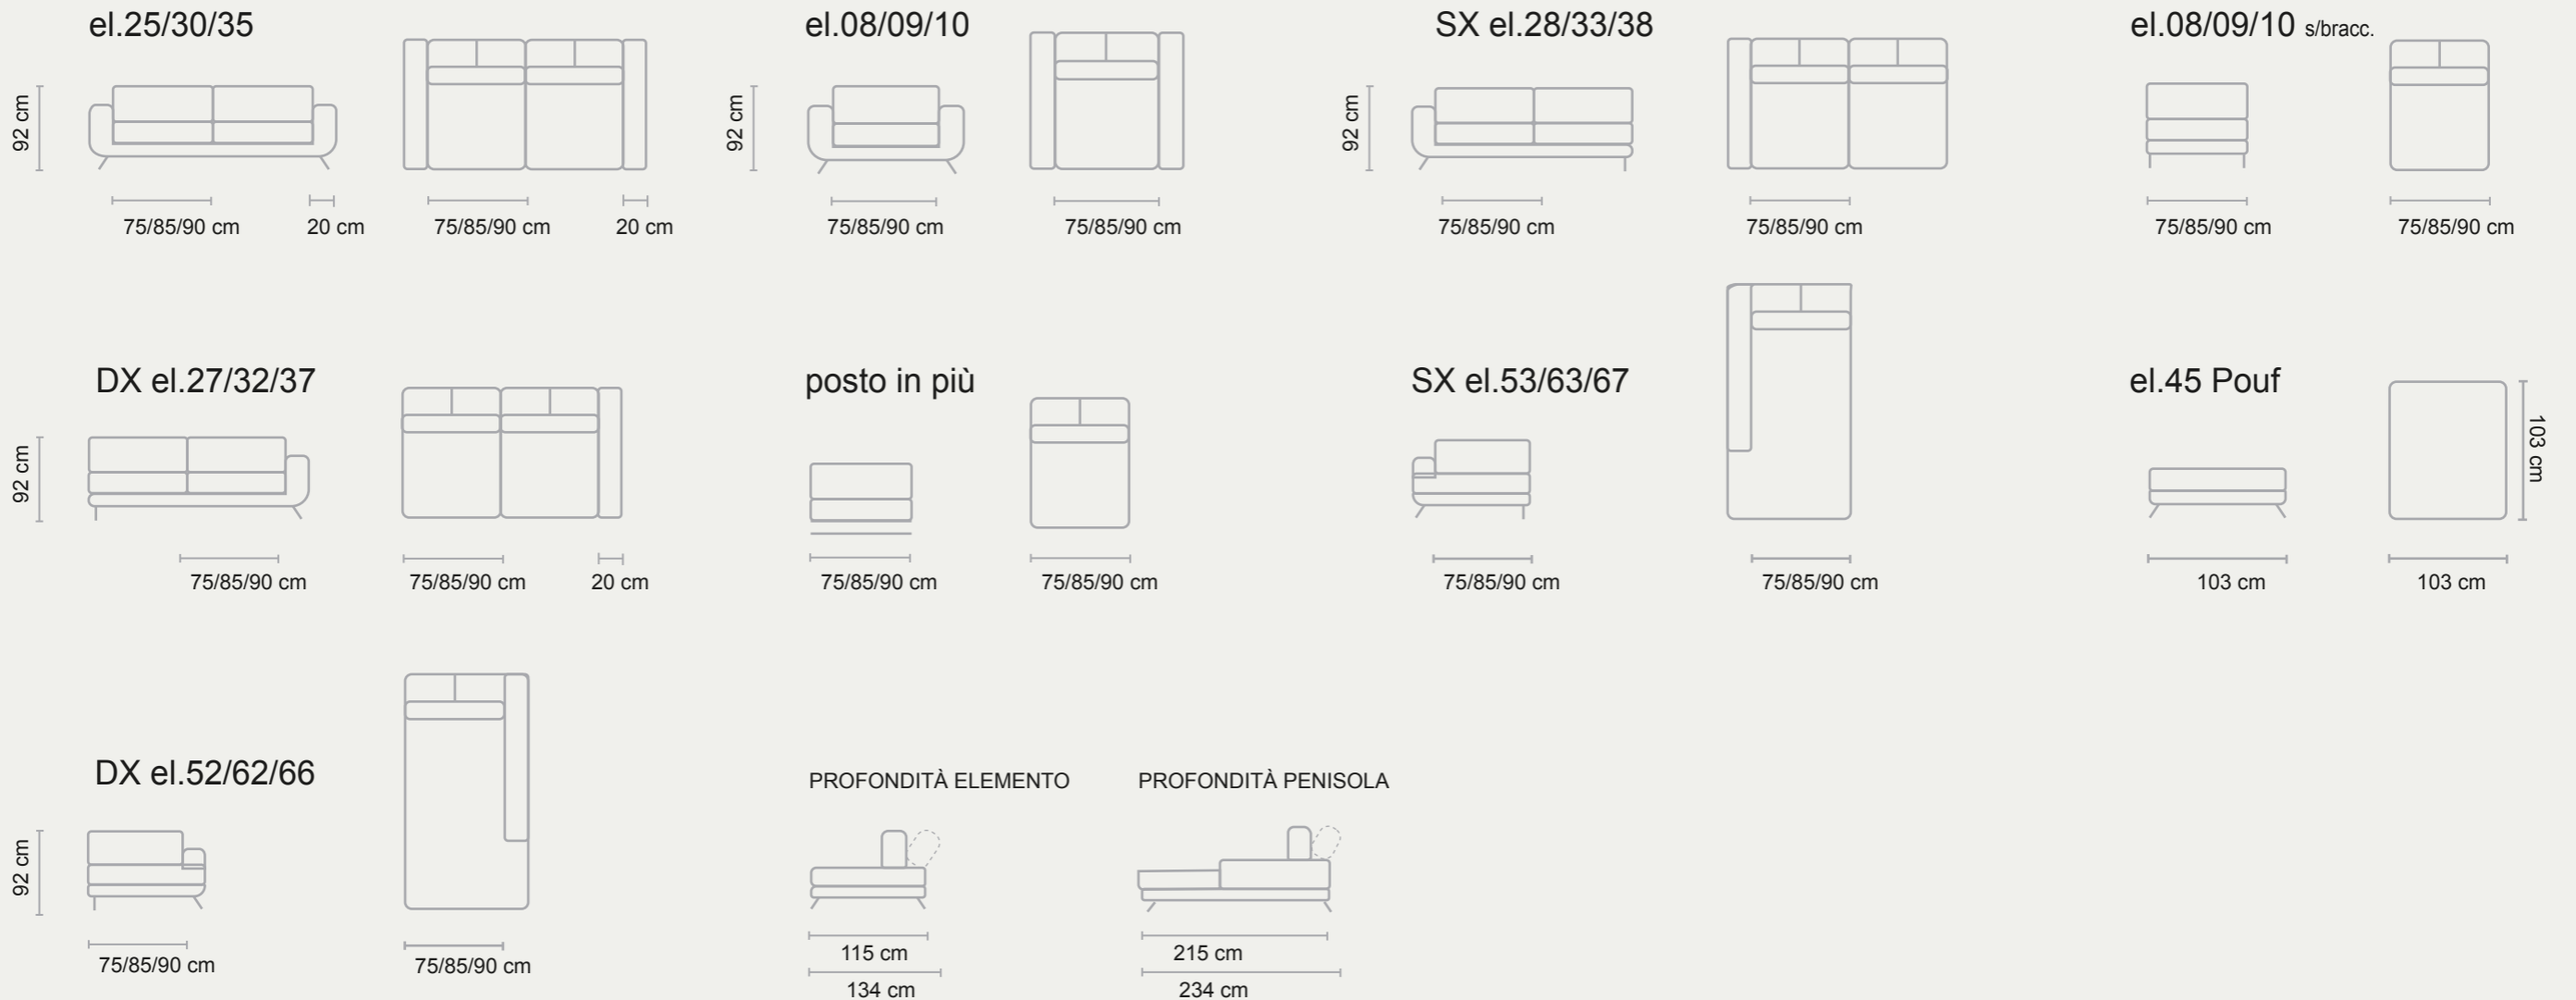 el.25/30/35
92 cm
75/85/90 cm
20 cm
75/85/90 cm
20 cm
el.08/09/10
92 cm
75/85/90 cm
75/85/90 cm
SX el.28/33/38
92 cm
75/85/90 cm
75/85/90 cm
el.08/09/10 s/bracc.
75/85/90 cm
75/85/90 cm
DX el.27/32/37
92 cm
75/85/90 cm
75/85/90 cm
20 cm
posto in più
75/85/90 cm
75/85/90 cm
SX el.53/63/67
75/85/90 cm
75/85/90 cm
el.45 Pouf
103 cm
103 cm
103 cm
DX el.52/62/66
92 cm
75/85/90 cm
75/85/90 cm
PROFONDITÀ ELEMENTO
115 cm
134 cm
PROFONDITÀ PENISOLA
215 cm
234 cm